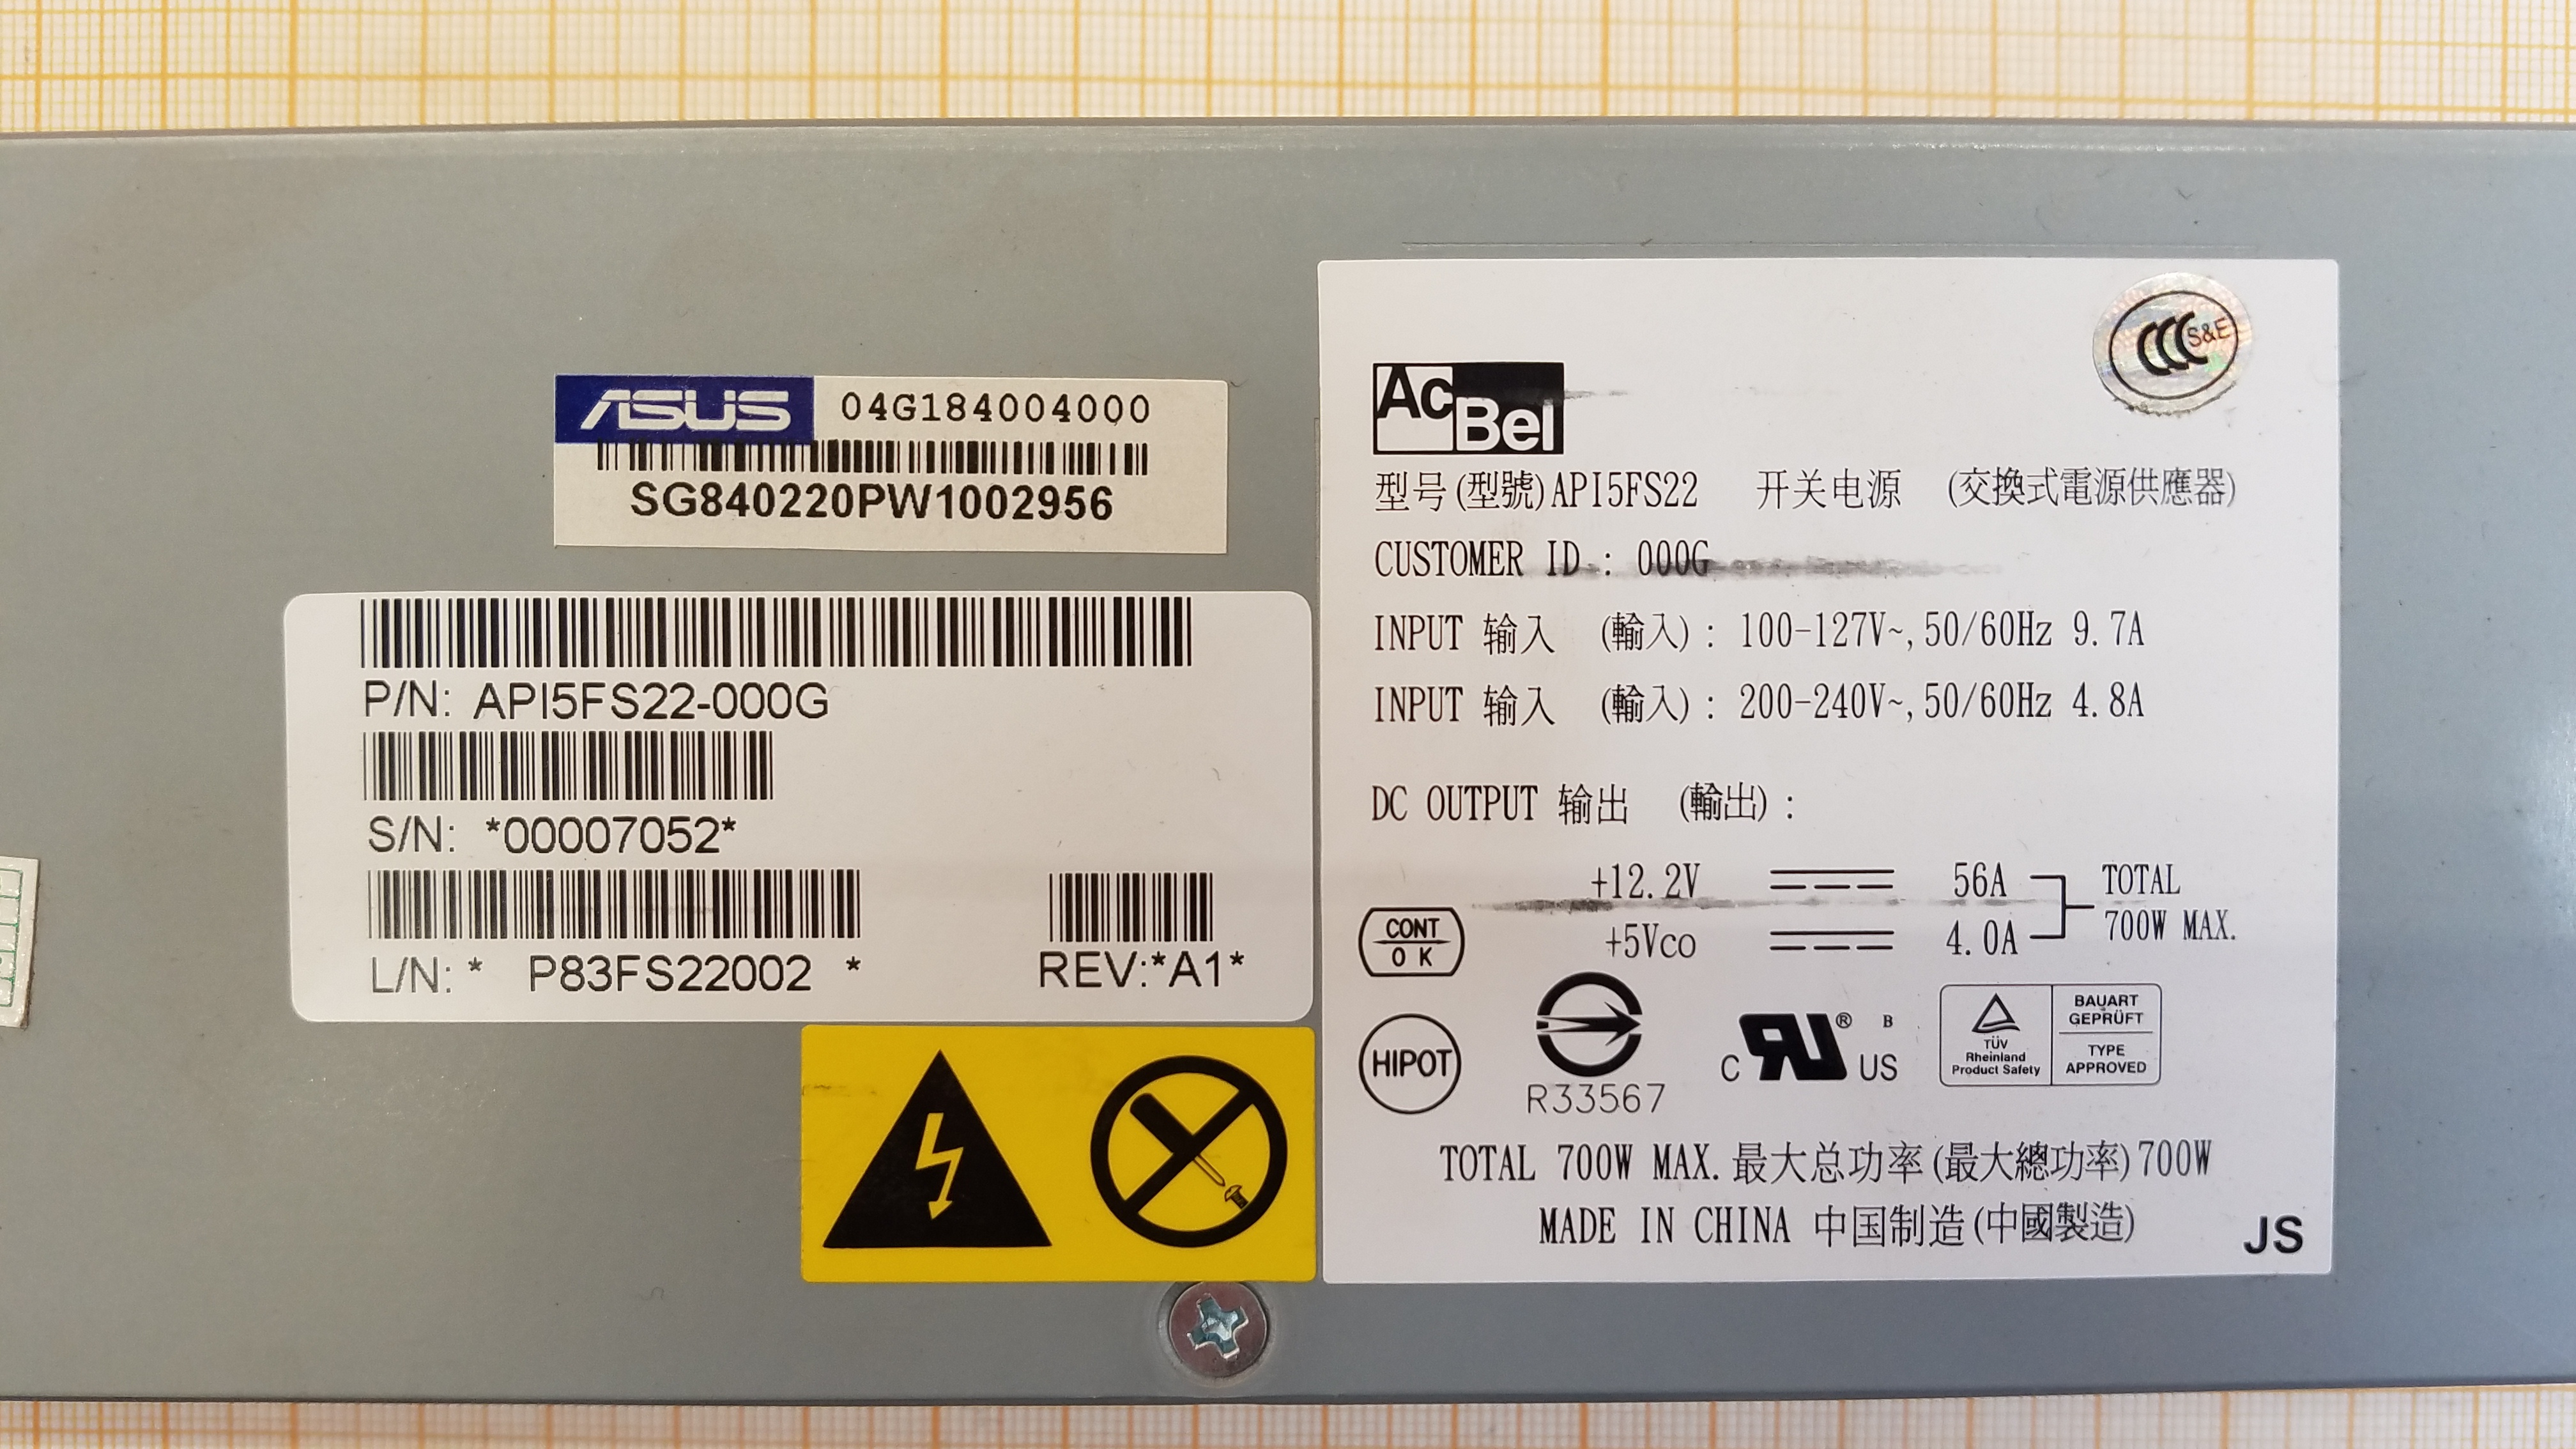 ASUS 04G184004000
SG840220PW1002956
P/N: API5FS22-000G
S/N: *00007052*
L/N: * P83FS22002 *
REV:*A1*
S&E
AcBel
型号(型號)API5FS22 开关电源 (交換式電源供應器)
CUSTOMER ID : 000G
INPUT 输入 (輸入) : 100-127V~, 50/60Hz 9.7A
INPUT 输入 (輸入) : 200-240V~, 50/60Hz 4.8A
DC OUTPUT 输出 (輸出) :
+12.2V 56A
+5Vco 4.0A
TOTAL
700W MAX.
CONT
O K
HIPOT
R33567
C RU ® US B
TÜV
Rheinland
Product Safety
BAUART
GEPRÜFT
TYPE
APPROVED
TOTAL 700W MAX. 最大总功率(最大總功率)700W
MADE IN CHINA 中国制造(中國製造)
JS